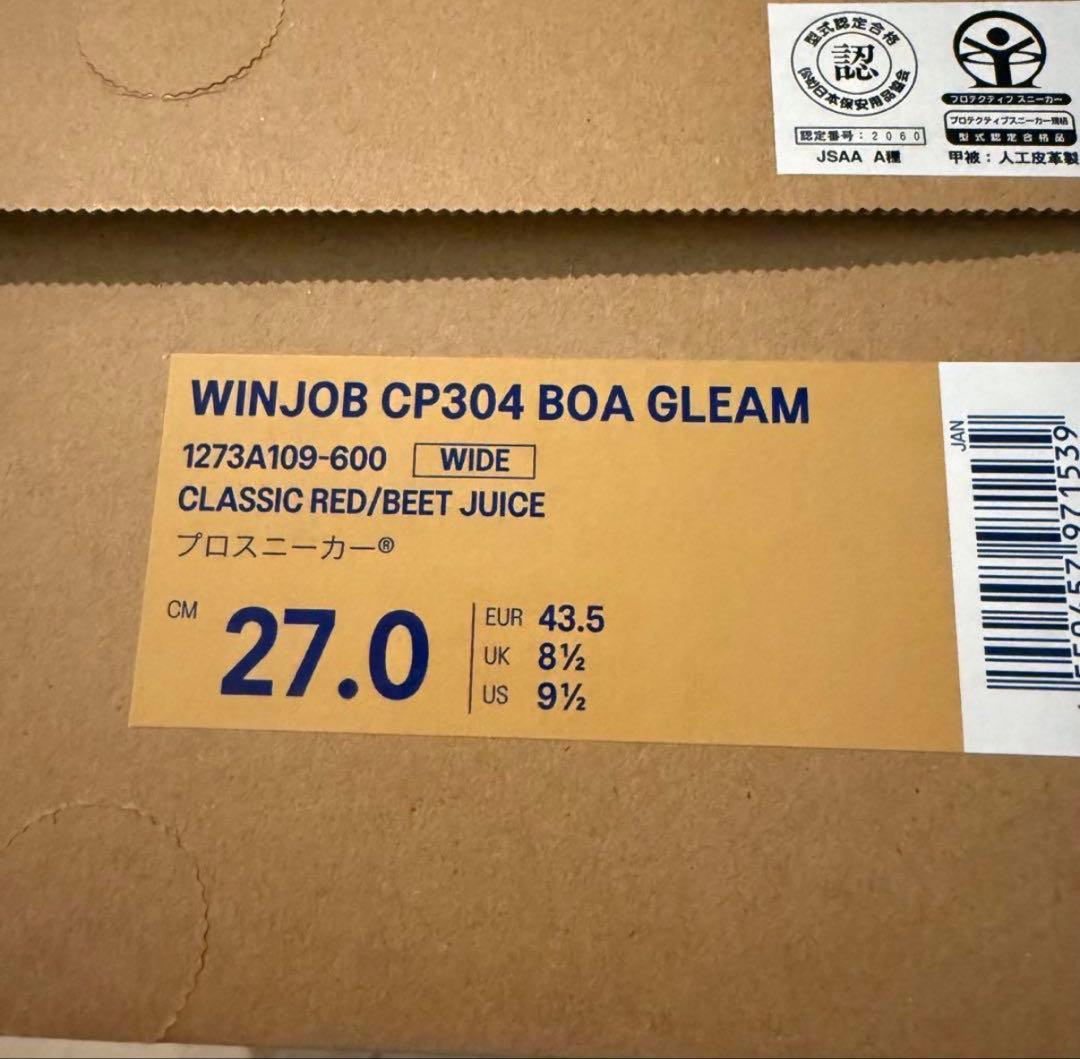 型式認定合格
認
(公社)日本保安用品協会
認定番号:2060
JSAA A種
プロテクティブ スニーカー
プロテクティブスニーカー規格
型式認定合格品
甲被:人工皮革製
WINJOB CP304 BOA GLEAM
1273A109-600 WIDE
CLASSIC RED/BEET JUICE
プロスニーカー®
CM 27.0
EUR 43.5
UK 8½
US 9½
JAN